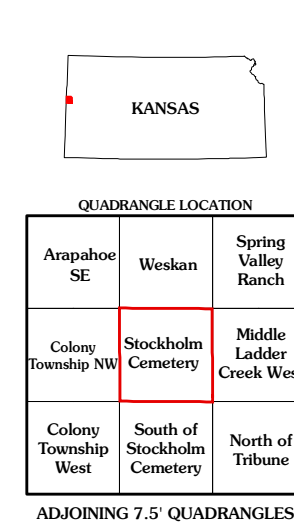 KANSAS
QUADRANGLE LOCATION
Arapahoe
SE
Weskan
Spring
Valley
Ranch
Colony
Township NW
Stockholm
Cemetery
Middle
Ladder
Creek Wes
Colony
Township
West
South of
Stockholm
Cemetery
North of
Tribune
ADJOINING 7.5' QUADRANGLES